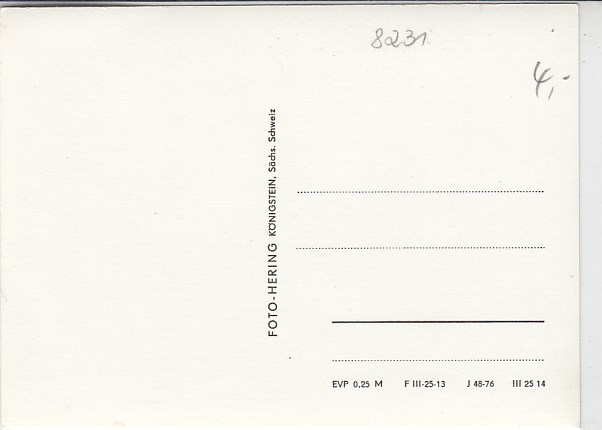 8231
4,-
FOTO-HERING KÖNIGSTEIN, Sächs. Schweiz
EVP 0,25 M F III-25-13 J 48-76 III 25 14